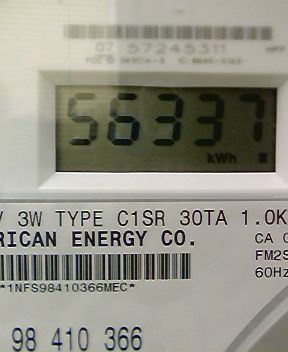 07 57245311
56337
kWh
V 3W TYPE C1SR 30TA 1.0K
RICAN ENERGY CO.
CA
FM2S
60Hz
*1NFS98410366MEC*
98 410 366